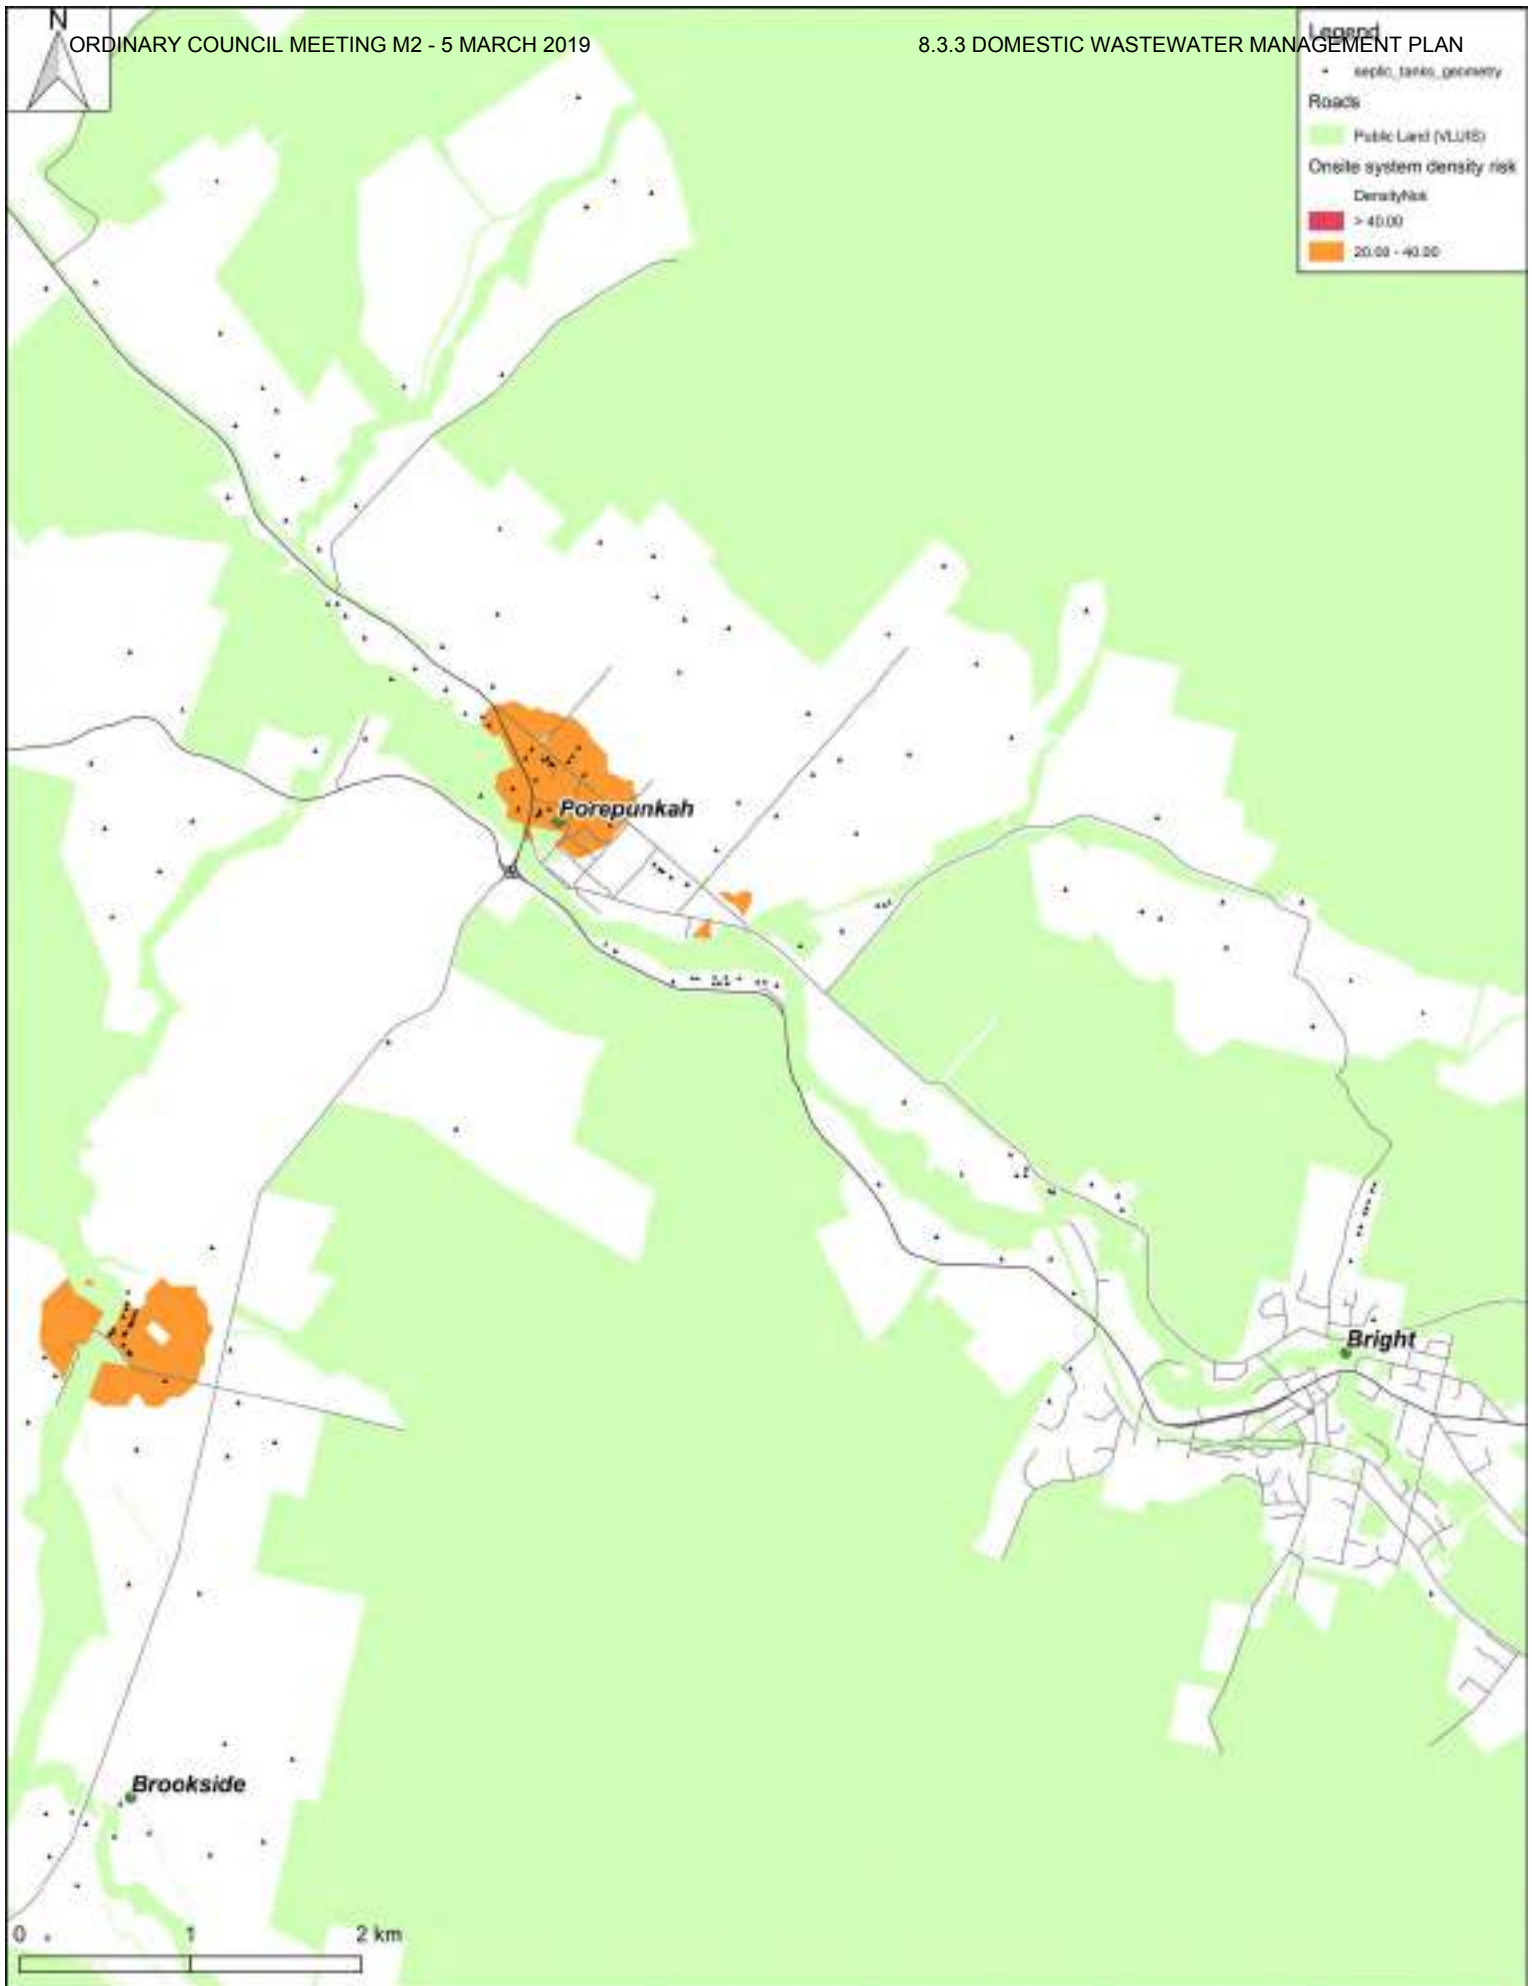 N
ORDINARY COUNCIL MEETING M2 - 5 MARCH 2019
8.3.3 DOMESTIC WASTEWATER MANAGEMENT PLAN
Legend
septic_tanks_geometry
Roads
Public Land (VLUIS)
Onsite system density risk
> 40.00
20.00 - 40.00
Porepunkah
Bright
Brookside
0 1 2 km